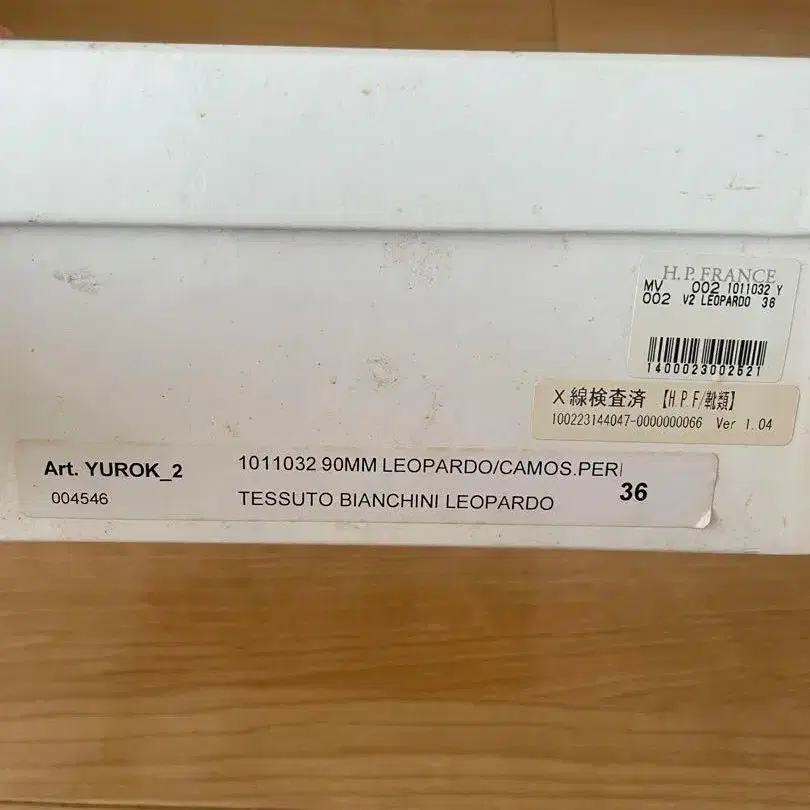 H.P.FRANCE
MV 002 1011032 Y
002 V2 LEOPARDO 36
1400023002521
X線検査済 【HPF/靴類】
100223144047-0000000066 Ver 1.04
Art. YUROK_2 1011032 90MM LEOPARDO/CAMOS.PER
004546 TESSUTO BIANCHINI LEOPARDO 36